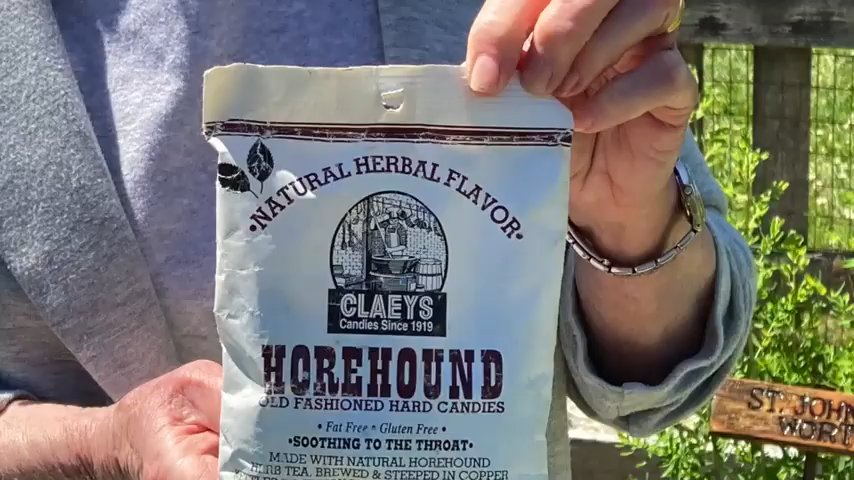 •NATURAL HERBAL FLAVOR•
CLAEYS
Candies Since 1919
HOREHOUND
OLD FASHIONED HARD CANDIES
• Fat Free • Gluten Free •
•SOOTHING TO THE THROAT•
MADE WITH NATURAL HOREHOUND
HERB TEA, BREWED & STEEPED IN COPPER
ST. JOHN
WORT